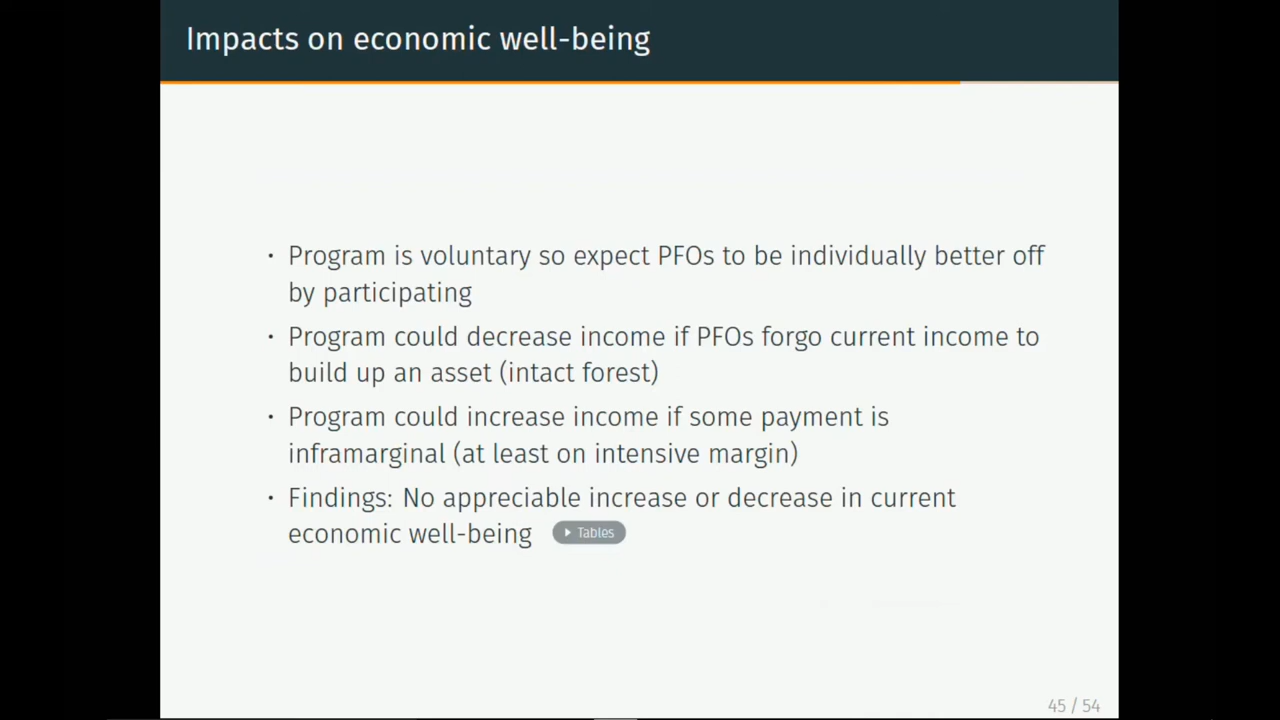 Impacts on economic well-being
· Program is voluntary so expect PFOs to be individually better off
by participating
· Program could decrease income if PFOs forgo current income to
build up an asset (intact forest)
· Program could increase income if some payment is
inframarginal (at least on intensive margin)
· Findings: No appreciable increase or decrease in current
economic well-being ▶ Tables
45 / 54